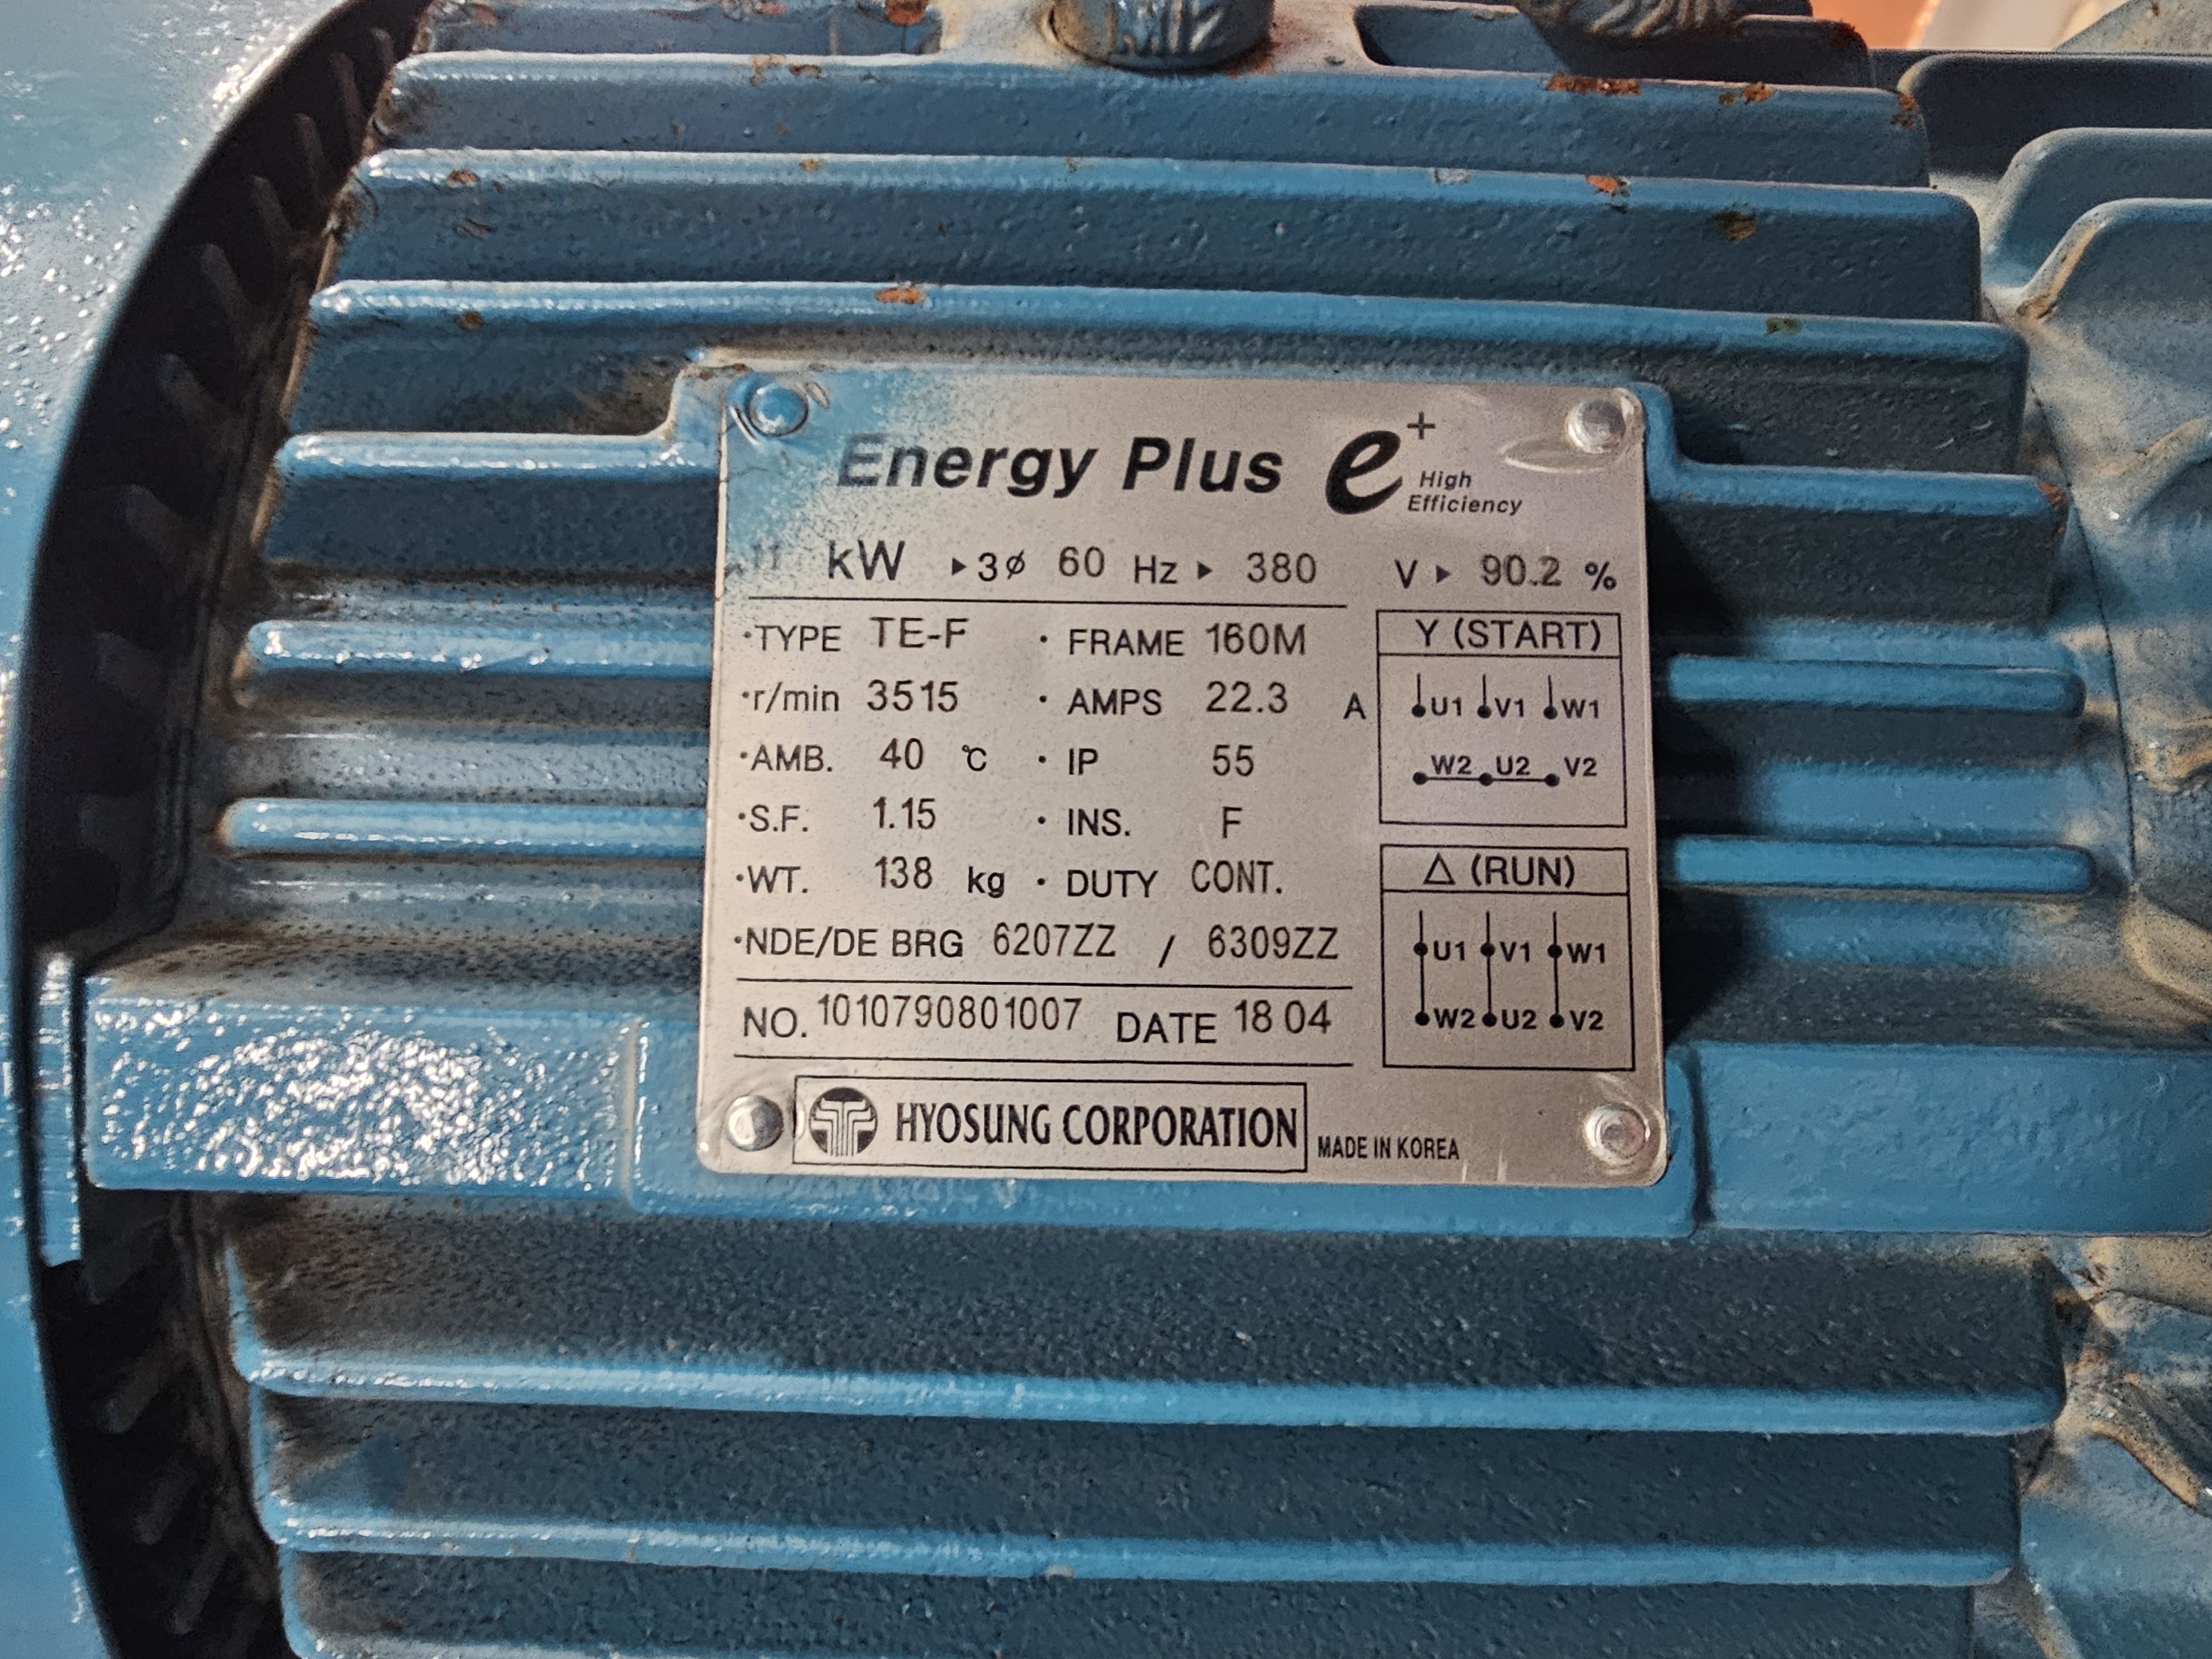 Energy Plus e+
High
Efficiency
11 kW ▸3ø 60 Hz ▸ 380 V ▸ 90.2 %
·TYPE TE-F · FRAME 160M
·r/min 3515 · AMPS 22.3 A
·AMB. 40 ℃ · IP 55
·S.F. 1.15 · INS. F
·WT. 138 kg · DUTY CONT.
·NDE/DE BRG 6207ZZ / 6309ZZ
NO. 1010790801007 DATE 18 04
Y (START)
U1 V1 W1
W2 U2 V2
△ (RUN)
U1 V1 W1
W2 U2 V2
HYOSUNG CORPORATION MADE IN KOREA